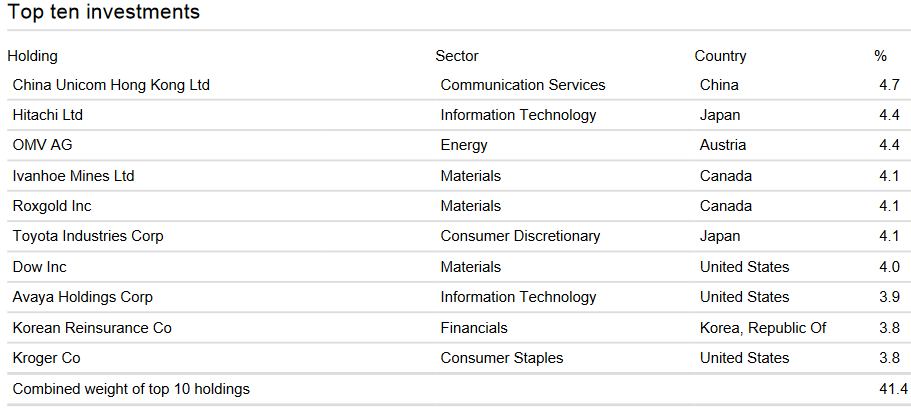 Top ten investments
Holding Sector Country %
China Unicom Hong Kong Ltd Communication Services China 4.7
Hitachi Ltd Information Technology Japan 4.4
OMV AG Energy Austria 4.4
Ivanhoe Mines Ltd Materials Canada 4.1
Roxgold Inc Materials Canada 4.1
Toyota Industries Corp Consumer Discretionary Japan 4.1
Dow Inc Materials United States 4.0
Avaya Holdings Corp Information Technology United States 3.9
Korean Reinsurance Co Financials Korea, Republic Of 3.8
Kroger Co Consumer Staples United States 3.8
Combined weight of top 10 holdings 41.4